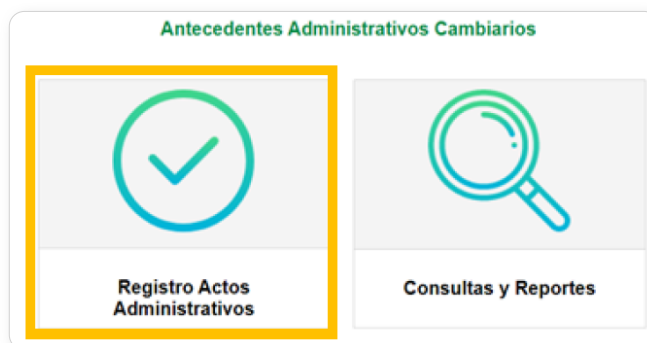 Antecedentes Administrativos Cambiarios
Registro Actos
Administrativos
Consultas y Reportes